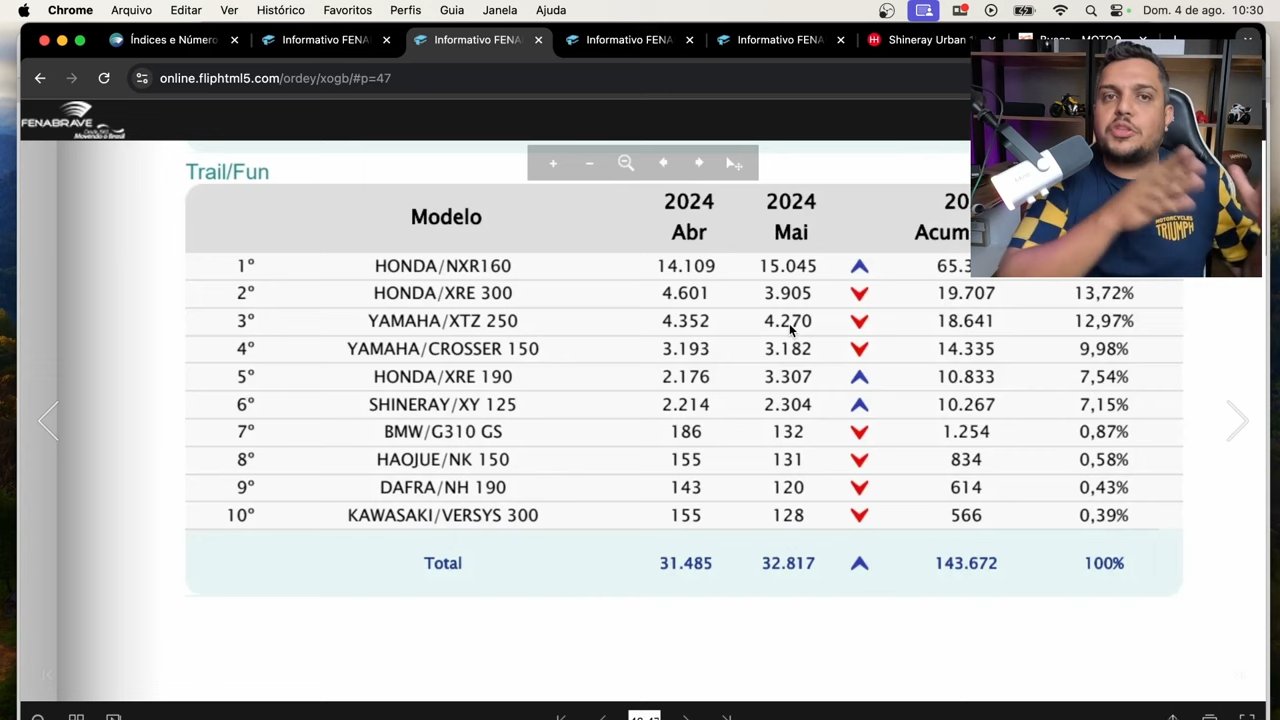 Chrome Arquivo Editar Ver Histórico Favoritos Perfis Guia Janela Ajuda Dom. 4 de ago. 10:30
Índices e Número Informativo FENA Informativo FENA Informativo FENA Informativo FENA Shineray Urban
online.fliphtml5.com/ordey/xogb/#p=47
FENABRAVE
Movendo o Brasil
Trail/Fun
Modelo 2024 Abr 2024 Mai
1º HONDA/NXR160 14.109 15.045 65.3
2º HONDA/XRE 300 4.601 3.905 19.707 13,72%
3º YAMAHA/XTZ 250 4.352 4.270 18.641 12,97%
4º YAMAHA/CROSSER 150 3.193 3.182 14.335 9,98%
5º HONDA/XRE 190 2.176 3.307 10.833 7,54%
6º SHINERAY/XY 125 2.214 2.304 10.267 7,15%
7º BMW/G310 GS 186 132 1.254 0,87%
8º HAOJUE/NK 150 155 131 834 0,58%
9º DAFRA/NH 190 143 120 614 0,43%
10º KAWASAKI/VERSYS 300 155 128 566 0,39%
Total 31.485 32.817 143.672 100%
MOTORCYCLES
TRIUMPH